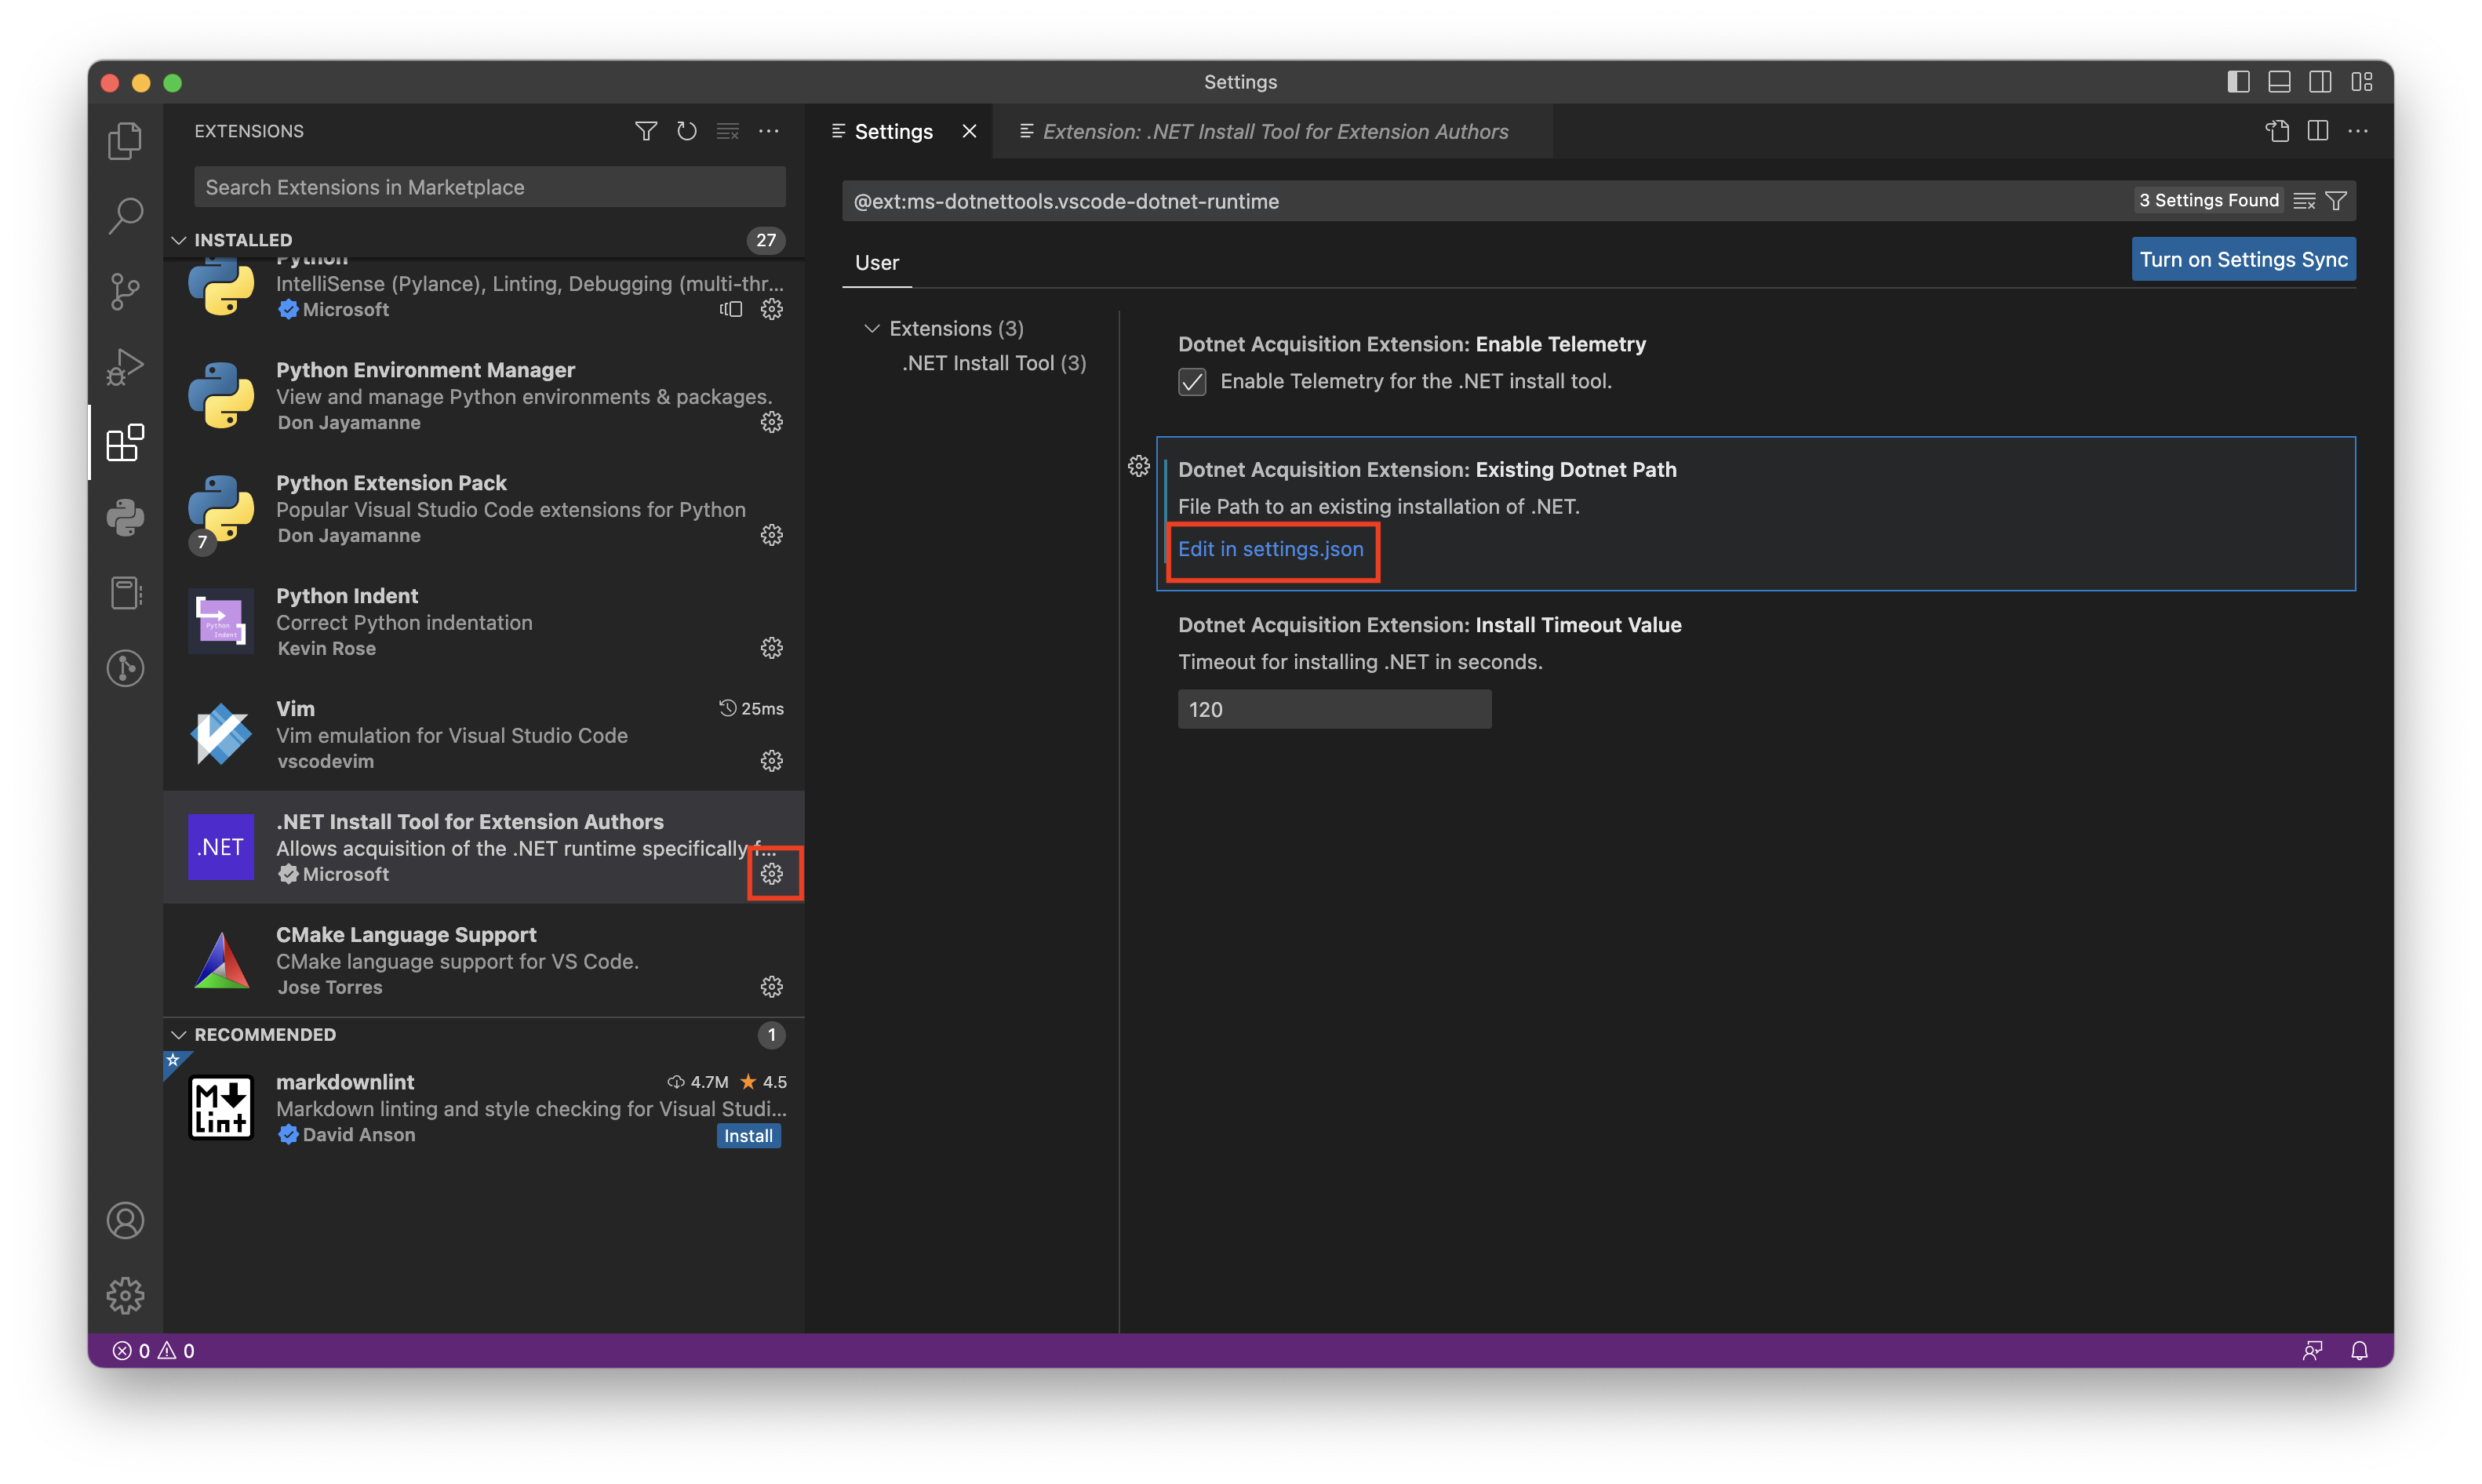 Settings
EXTENSIONS
Search Extensions in Marketplace
INSTALLED 27
Python
IntelliSense (Pylance), Linting, Debugging (multi-thr...
Microsoft
Python Environment Manager
View and manage Python environments & packages.
Don Jayamanne
Python Extension Pack
Popular Visual Studio Code extensions for Python
Don Jayamanne
7
Python Indent
Correct Python indentation
Kevin Rose
Python
Indent
Vim 25ms
Vim emulation for Visual Studio Code
vscodevim
.NET
.NET Install Tool for Extension Authors
Allows acquisition of the .NET runtime specifically f...
Microsoft
CMake Language Support
CMake language support for VS Code.
Jose Torres
RECOMMENDED 1
M
Lint
markdownlint 4.7M 4.5
Markdown linting and style checking for Visual Studi...
David Anson Install
Settings Extension: .NET Install Tool for Extension Authors
@ext:ms-dotnettools.vscode-dotnet-runtime 3 Settings Found
User Turn on Settings Sync
Extensions (3)
.NET Install Tool (3)
Dotnet Acquisition Extension: Enable Telemetry
Enable Telemetry for the .NET install tool.
Dotnet Acquisition Extension: Existing Dotnet Path
File Path to an existing installation of .NET.
Edit in settings.json
Dotnet Acquisition Extension: Install Timeout Value
Timeout for installing .NET in seconds.
120
0 0